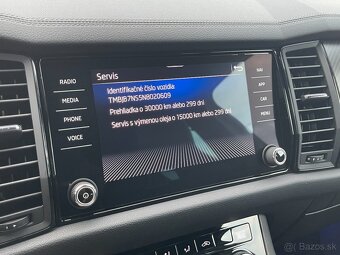 RADIO
MEDIA
PHONE
VOICE
Servis
Identifikačné číslo vozidla
TMBJB7NS5N8020609
Prehliadka o 30000 km alebo 299 dní
Servis s výmenou oleja o 15000 km alebo 299 dní
NAV
APP
CAR
MENU
Bazos.sk